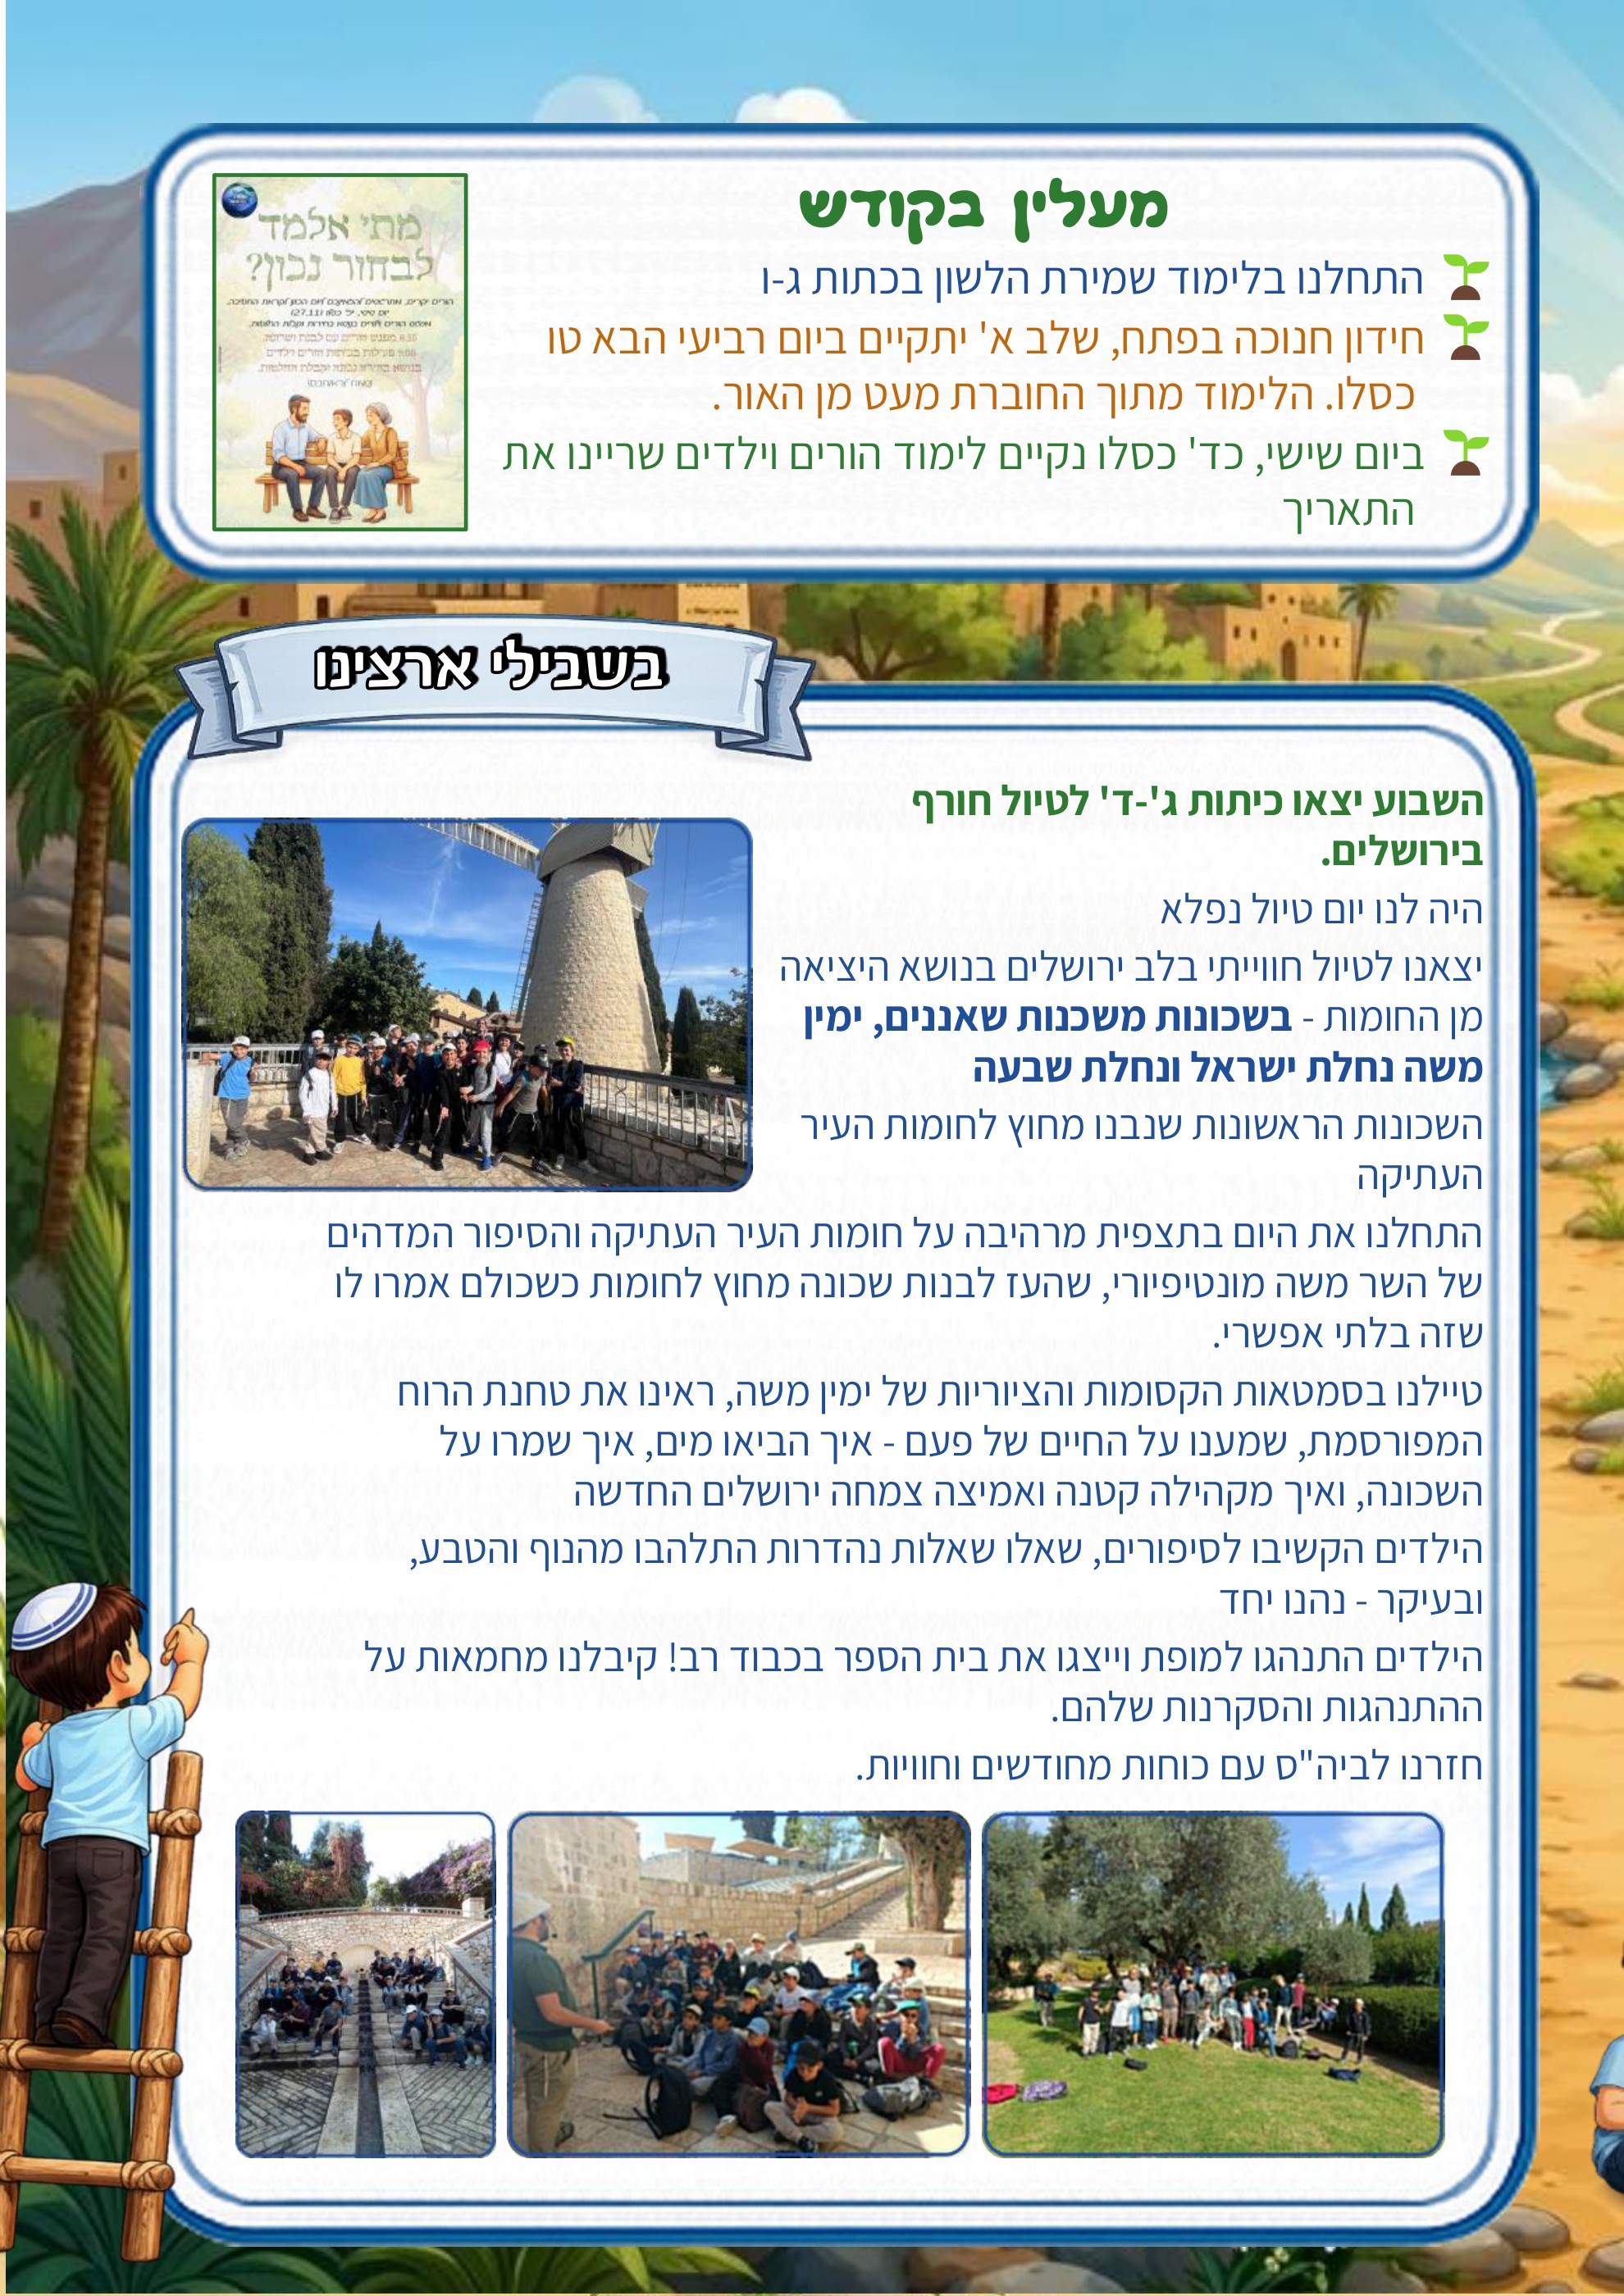 מעלין בקודש
התחלנו בלימוד שמירת הלשון בכתות ג-ו
חידון חנוכה בפתח, שלב א' יתקיים ביום רביעי הבא טו
כסלו. הלימוד מתוך החוברת מעט מן האור.
ביום שישי, כד' כסלו נקיים לימוד הורים וילדים שריינו את
התאריך
מתי אלמד
לבחור נכון?
בשבילי ארצינו
השבוע יצאו כיתות ג'-ד' לטיול חורף
בירושלים.
היה לנו יום טיול נפלא
יצאנו לטיול חווייתי בלב ירושלים בנושא היציאה
מן החומות - בשכונות משכנות שאננים, ימין
משה נחלת ישראל ונחלת שבעה
השכונות הראשונות שנבנו מחוץ לחומות העיר
העתיקה
התחלנו את היום בתצפית מרהיבה על חומות העיר העתיקה והסיפור המדהים
של השר משה מונטיפיורי, שהעז לבנות שכונה מחוץ לחומות כשכולם אמרו לו
שזה בלתי אפשרי.
טיילנו בסמטאות הקסומות והציוריות של ימין משה, ראינו את טחנת הרוח
המפורסמת, שמענו על החיים של פעם - איך הביאו מים, איך שמרו על
השכונה, ואיך מקהילה קטנה ואמיצה צמחה ירושלים החדשה
הילדים הקשיבו לסיפורים, שאלו שאלות נהדרות התלהבו מהנוף והטבע,
ובעיקר - נהנו יחד
הילדים התנהגו למופת וייצגו את בית הספר בכבוד רב! קיבלנו מחמאות על
ההתנהגות והסקרנות שלהם.
חזרנו לביה"ס עם כוחות מחודשים וחוויות.